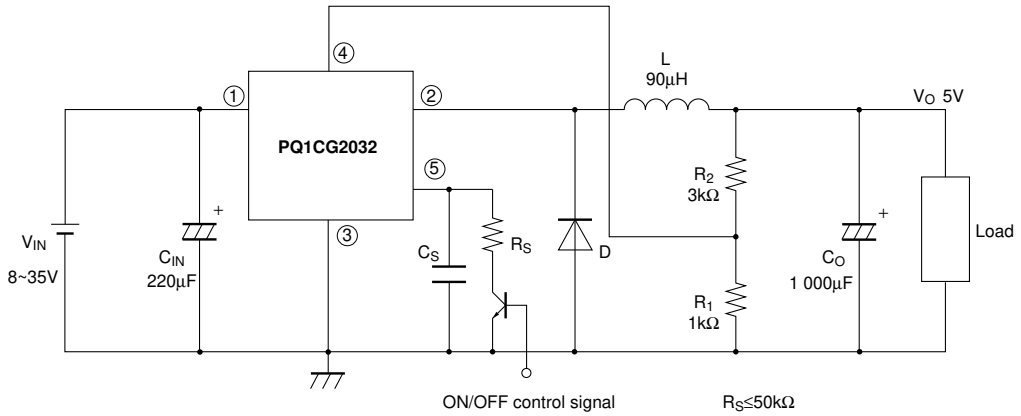 ④
L
90μH
①
②
VO 5V
PQ1CG2032
R2
3kΩ
⑤
+
+
③
VIN
8~35V
CIN
220μF
CS
RS
D
CO
1 000μF
Load
R1
1kΩ
ON/OFF control signal
RS≤50kΩ